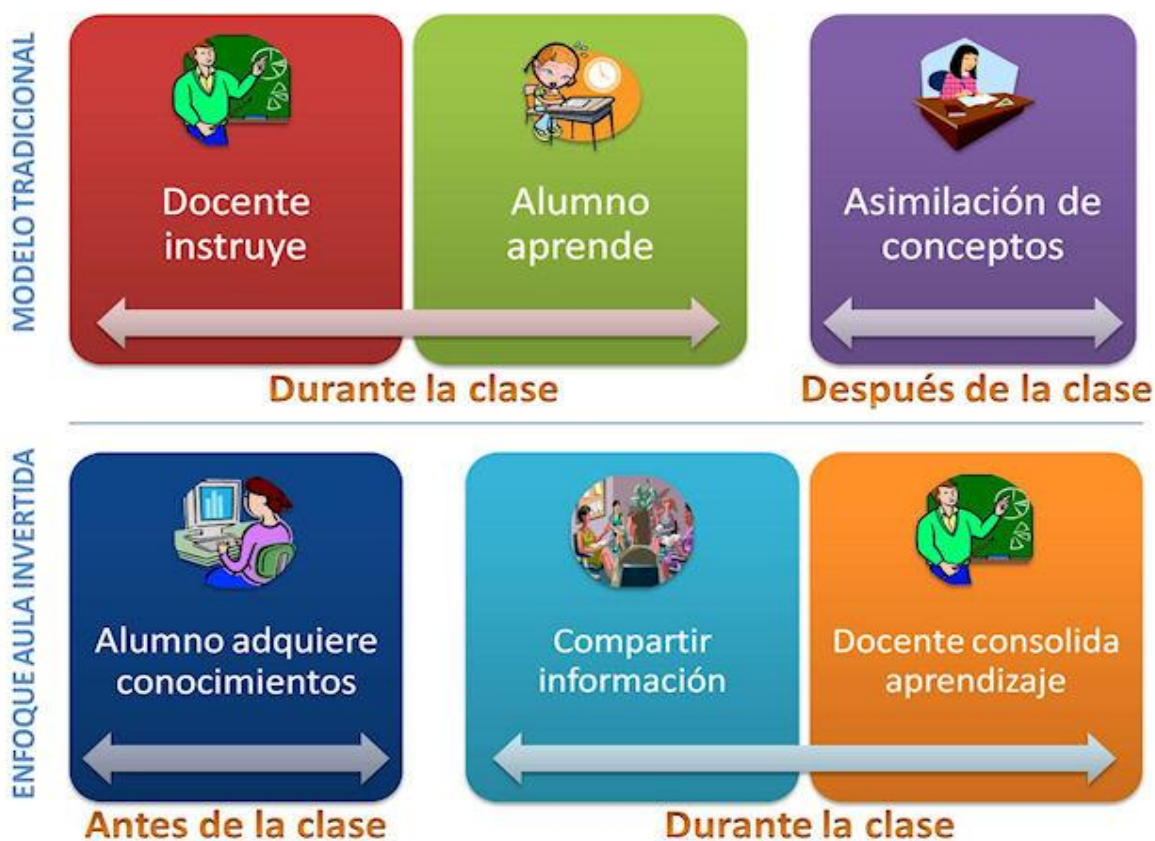 MODELO TRADICIONAL
Docente
instruye
Alumno
aprende
Asimilación de
conceptos
Durante la clase
Después de la clase
ENFOQUE AULA INVERTIDA
Alumno adquiere
conocimientos
Compartir
información
Docente consolida
aprendizaje
Antes de la clase
Durante la clase